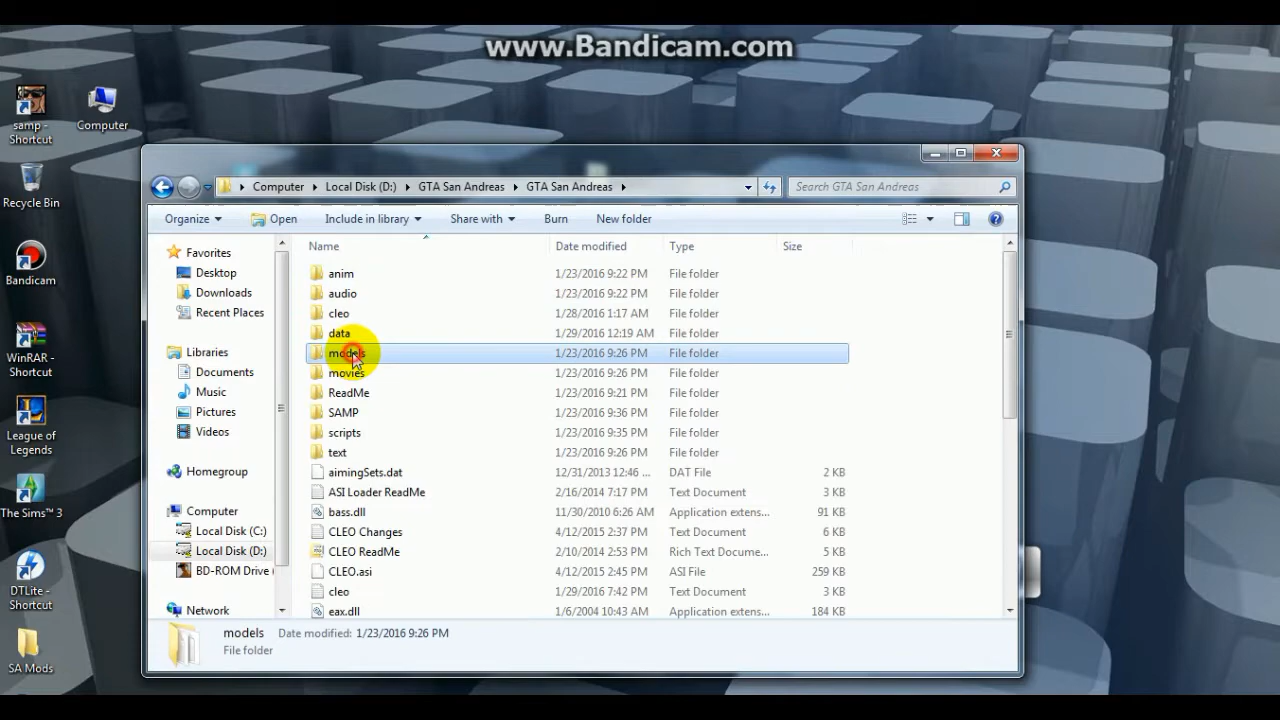 www.Bandicam.com
samp -
Shortcut
Computer
Recycle Bin
Bandicam
WinRAR -
Shortcut
League of
Legends
The Sims™ 3
DTLite -
Shortcut
SA Mods
Computer Local Disk (D:) GTA San Andreas GTA San Andreas
Search GTA San Andreas
Organize Open Include in library Share with Burn New folder
Favorites
Desktop
Downloads
Recent Places
Libraries
Documents
Music
Pictures
Videos
Homegroup
Computer
Local Disk (C:)
Local Disk (D:)
BD-ROM Drive (
Network
Name Date modified Type Size
anim 1/23/2016 9:22 PM File folder
audio 1/23/2016 9:22 PM File folder
cleo 1/28/2016 1:17 AM File folder
data 1/29/2016 12:19 AM File folder
models 1/23/2016 9:26 PM File folder
movies 1/23/2016 9:26 PM File folder
ReadMe 1/23/2016 9:21 PM File folder
SAMP 1/23/2016 9:36 PM File folder
scripts 1/23/2016 9:35 PM File folder
text 1/23/2016 9:26 PM File folder
aimingSets.dat 12/31/2013 12:46 ... DAT File 2 KB
ASI Loader ReadMe 2/16/2014 7:17 PM Text Document 3 KB
bass.dll 11/30/2010 6:26 AM Application extens... 91 KB
CLEO Changes 4/12/2015 2:42 PM Text Document 6 KB
CLEO ReadMe 2/10/2014 2:53 PM Rich Text Docume... 5 KB
CLEO.asi 4/12/2015 2:45 PM ASI File 259 KB
cleo 1/29/2016 7:42 PM Text Document 3 KB
eax.dll 1/6/2004 10:43 AM Application extens... 184 KB
models Date modified: 1/23/2016 9:26 PM
File folder